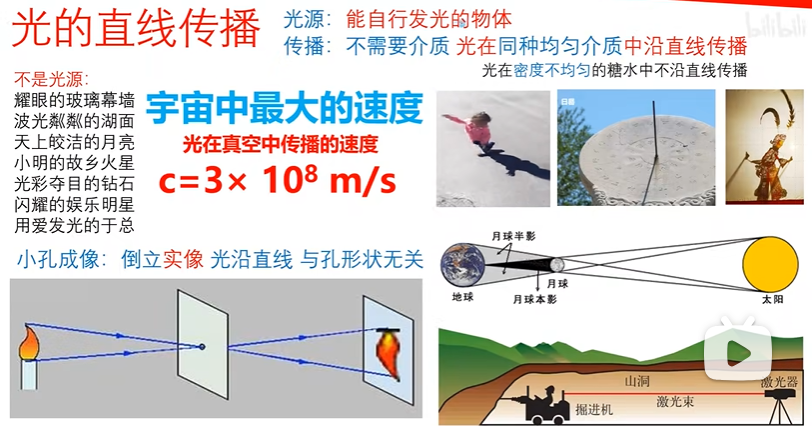 光的直线传播
光源：能自行发光的物体
传播：不需要介质 光在同种均匀介质中沿直线传播
光在密度不均匀的糖水中不沿直线传播
bilibili
不是光源：
耀眼的玻璃幕墙
波光粼粼的湖面
天上皎洁的月亮
小明的故乡火星
光彩夺目的钻石
闪耀的娱乐明星
用爱发光的于总
宇宙中最大的速度
光在真空中传播的速度
c=3× 10⁸ m/s
日晷
小孔成像：倒立实像 光沿直线 与孔形状无关
月球半影
地球
月球本影
月球
太阳
山洞
激光器
掘进机
激光束